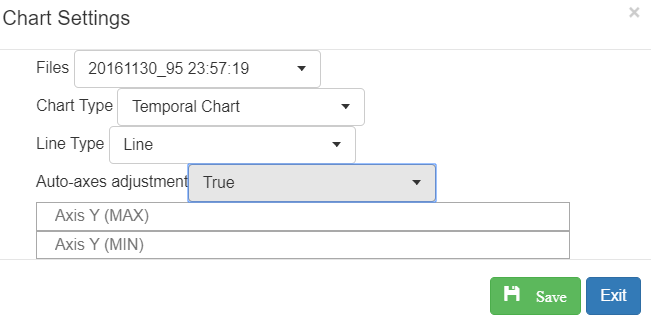 Chart Settings ×
Files 20161130_95 23:57:19
Chart Type Temporal Chart
Line Type Line
Auto-axes adjustment True
Axis Y (MAX)
Axis Y (MIN)
Save Exit